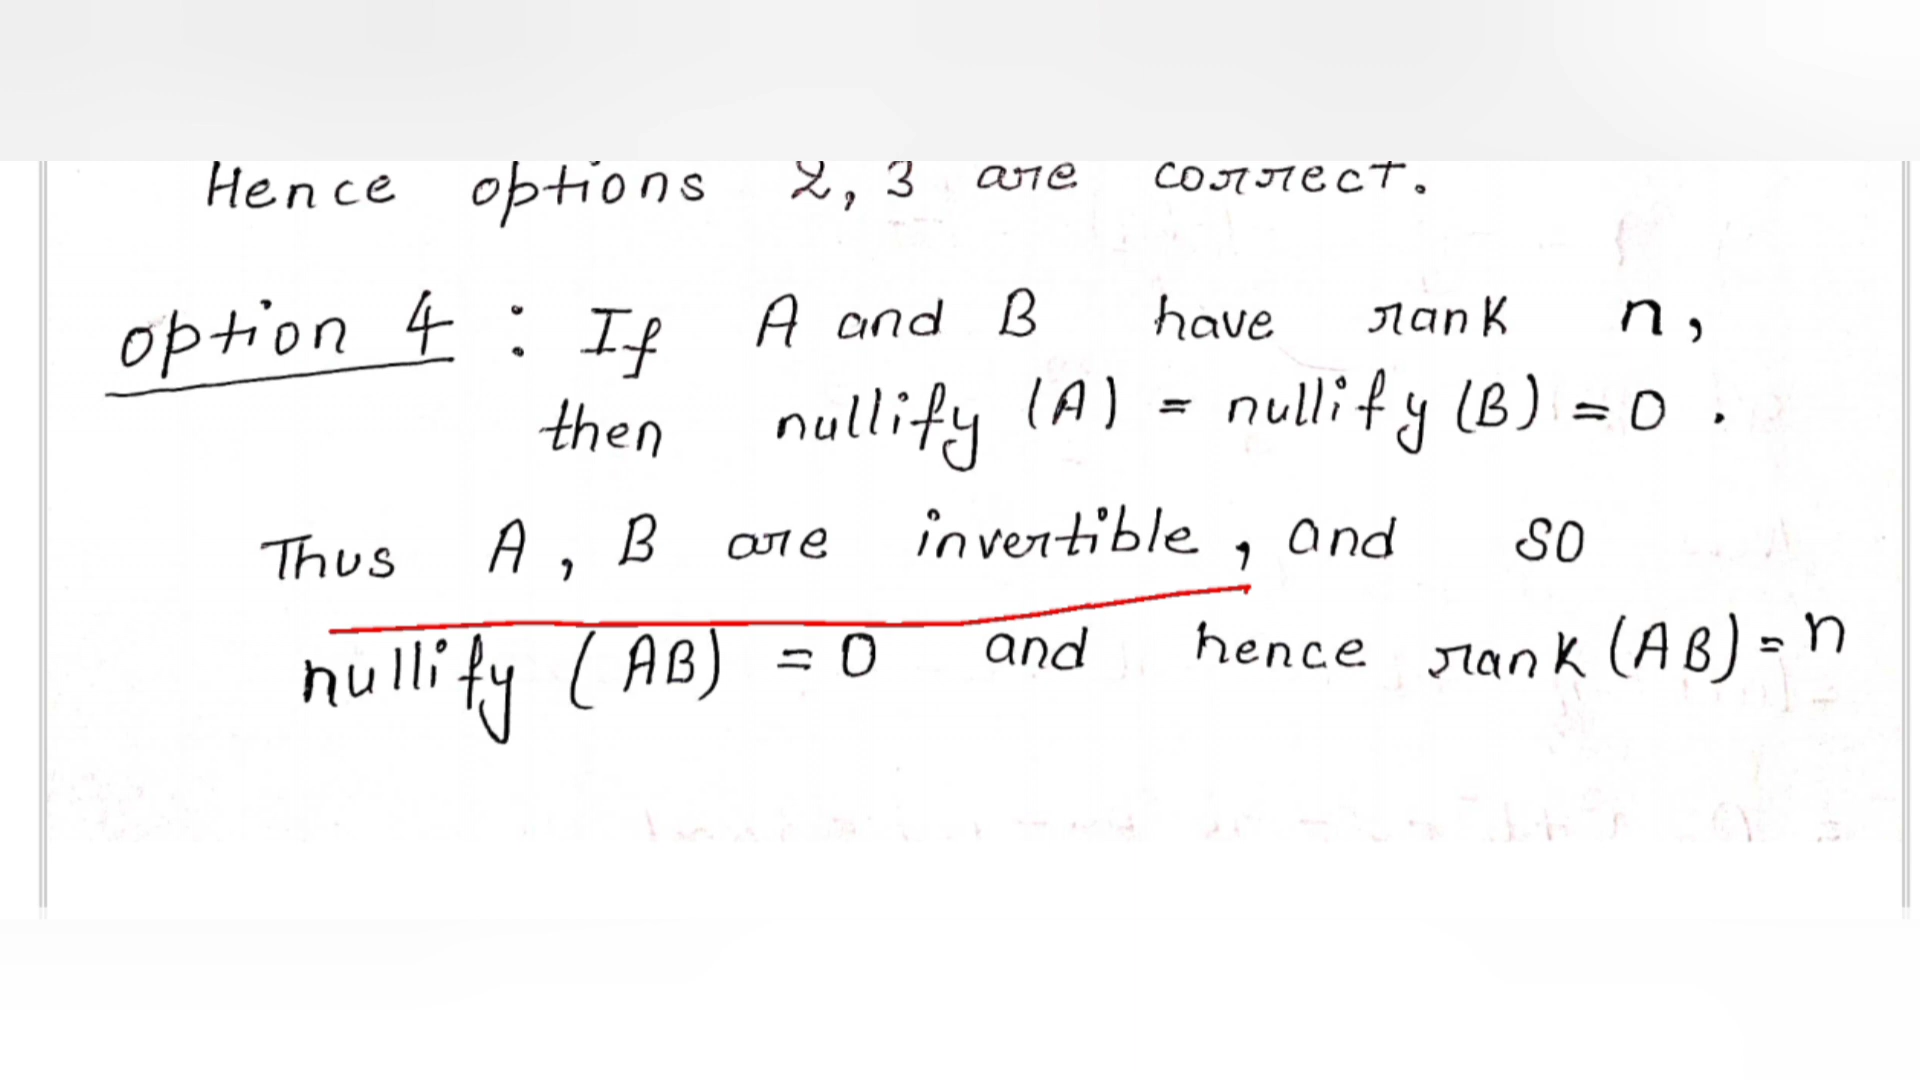 Hence options 2, 3 are correct.
option 4 : If A and B have rank n,
then nullify (A) = nullify (B) = 0 .
Thus A, B are invertible, and so
nullify (AB) = 0 and hence rank (AB) = n